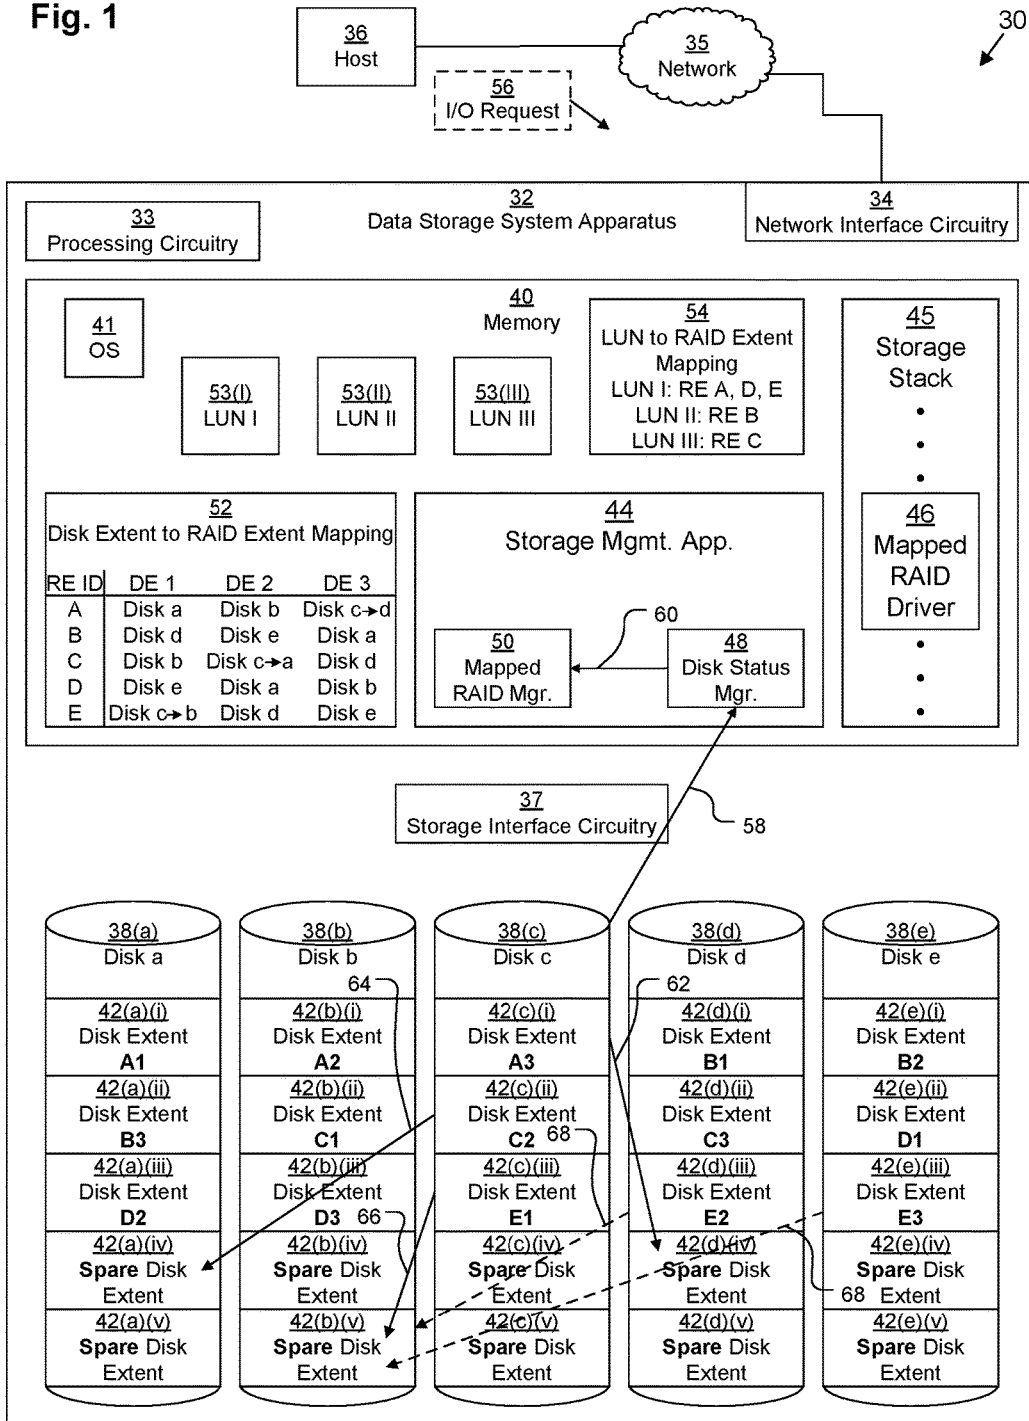 Fig. 1
30
36
Host
35
Network
56
I/O Request
32
Data Storage System Apparatus
33
Processing Circuitry
34
Network Interface Circuitry
40
Memory
41
OS
53(I)
LUN I
53(II)
LUN II
53(III)
LUN III
54
LUN to RAID Extent
Mapping
LUN I: RE A, D, E
LUN II: RE B
LUN III: RE C
45
Storage
Stack
46
Mapped
RAID
Driver
52
Disk Extent to RAID Extent Mapping
RE ID DE 1 DE 2 DE 3
A Disk a Disk b Disk c→d
B Disk d Disk e Disk a
C Disk b Disk c→a Disk d
D Disk e Disk a Disk b
E Disk c→b Disk d Disk e
44
Storage Mgmt. App.
60
50
Mapped
RAID Mgr.
48
Disk Status
Mgr.
37
Storage Interface Circuitry
58
38(a)
Disk a
42(a)(i)
Disk Extent
A1
42(a)(ii)
Disk Extent
B3
42(a)(iii)
Disk Extent
D2
42(a)(iv)
Spare Disk
Extent
42(a)(v)
Spare Disk
Extent
38(b)
Disk b
64
42(b)(i)
Disk Extent
A2
42(b)(ii)
Disk Extent
C1
42(b)(iii)
Disk Extent
D3
66
42(b)(iv)
Spare Disk
Extent
42(b)(v)
Spare Disk
Extent
38(c)
Disk c
42(c)(i)
Disk Extent
A3
42(c)(ii)
Disk Extent
C2
68
42(c)(iii)
Disk Extent
E1
42(c)(iv)
Spare Disk
Extent
42(c)(v)
Spare Disk
Extent
38(d)
Disk d
62
42(d)(i)
Disk Extent
B1
42(d)(ii)
Disk Extent
C3
42(d)(iii)
Disk Extent
E2
42(d)(iv)
Spare Disk
Extent
42(d)(v)
Spare Disk
Extent
38(e)
Disk e
42(e)(i)
Disk Extent
B2
42(e)(ii)
Disk Extent
D1
42(e)(iii)
Disk Extent
E3
42(e)(iv)
Spare Disk
Extent
68
42(e)(v)
Spare Disk
Extent